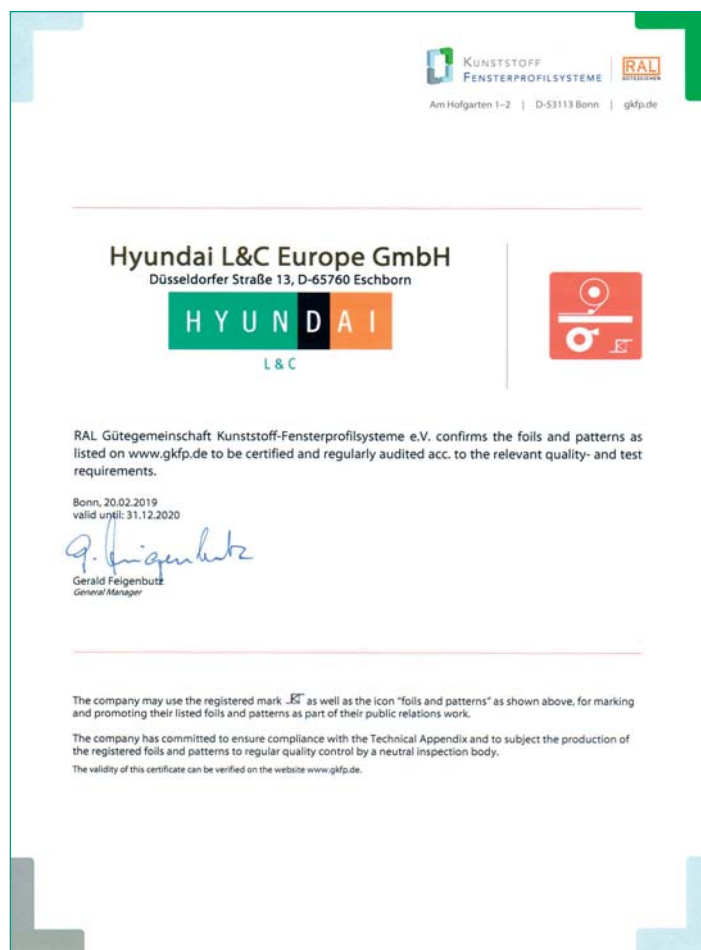 KUNSTSTOFF
FENSTERPROFILSYSTEME
RAL
GÜTEZEICHEN
Am Hofgarten 1–2 | D-53113 Bonn | gkfp.de
Hyundai L&C Europe GmbH
Düsseldorfer Straße 13, D-65760 Eschborn
HYUNDAI
L & C
RAL Gütegemeinschaft Kunststoff-Fensterprofilsysteme e.V. confirms the foils and patterns as
listed on www.gkfp.de to be certified and regularly audited acc. to the relevant quality- and test
requirements.
Bonn, 20.02.2019
valid until: 31.12.2020
G. Feigenbutz
Gerald Feigenbutz
General Manager
The company may use the registered mark as well as the icon "foils and patterns" as shown above, for marking
and promoting their listed foils and patterns as part of their public relations work.
The company has committed to ensure compliance with the Technical Appendix and to subject the production of
the registered foils and patterns to regular quality control by a neutral inspection body.
The validity of this certificate can be verified on the website www.gkfp.de.